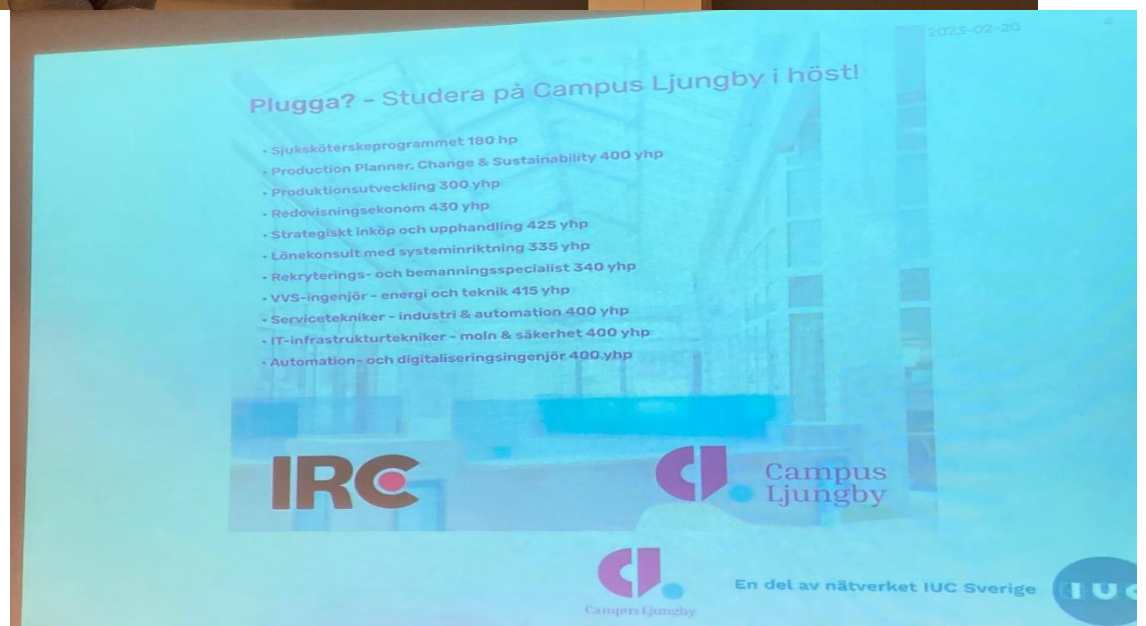 2023-02-20
Plugga? – Studera på Campus Ljungby i höst!
- Sjuksköterskeprogrammet 180 hp
- Production Planner, Change & Sustainability 400 yhp
- Produktionsutveckling 300 yhp
- Redovisningsekonom 430 yhp
- Strategiskt inköp och upphandling 425 yhp
- Lönekonsult med systeminriktning 335 yhp
- Rekryterings- och bemanningsspecialist 340 yhp
- VVS-ingenjör – energi och teknik 415 yhp
- Servicetekniker – industri & automation 400 yhp
- IT-infrastrukturtekniker – moln & säkerhet 400 yhp
- Automation- och digitaliseringsingenjör 400 yhp
IRC
Campus
Ljungby
Campus Ljungby
En del av nätverket IUC Sverige
IUC